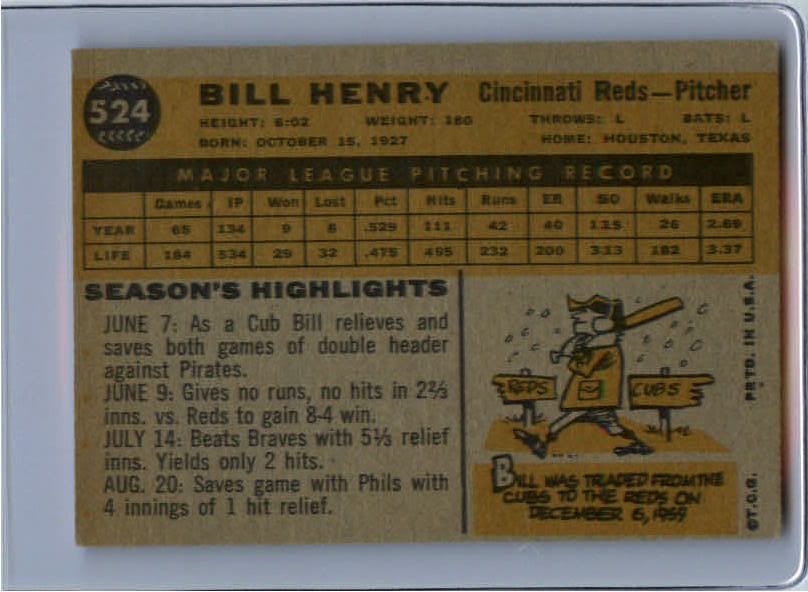 524
BILL HENRY Cincinnati Reds—Pitcher
HEIGHT: 6:02 WEIGHT: 180 THROWS: L BATS: L
BORN: OCTOBER 15, 1927 HOME: HOUSTON, TEXAS
MAJOR LEAGUE PITCHING RECORD
Games IP Won Lost Pct Hits Runs ER SO Walks ERA
YEAR 65 134 9 8 .529 111 42 40 115 26 2.69
LIFE 184 534 29 32 .475 495 232 200 313 182 3.37
SEASON'S HIGHLIGHTS
JUNE 7: As a Cub Bill relieves and
saves both games of double header
against Pirates.
JUNE 9: Gives no runs, no hits in 2⅔
inns. vs. Reds to gain 8-4 win.
JULY 14: Beats Braves with 5⅓ relief
inns. Yields only 2 hits.
AUG. 20: Saves game with Phils with
4 innings of 1 hit relief.
REDS CUBS
BILL WAS TRADED FROM THE
CUBS TO THE REDS ON
DECEMBER 6, 1959
©T.C.G. PRTD. IN U.S.A.